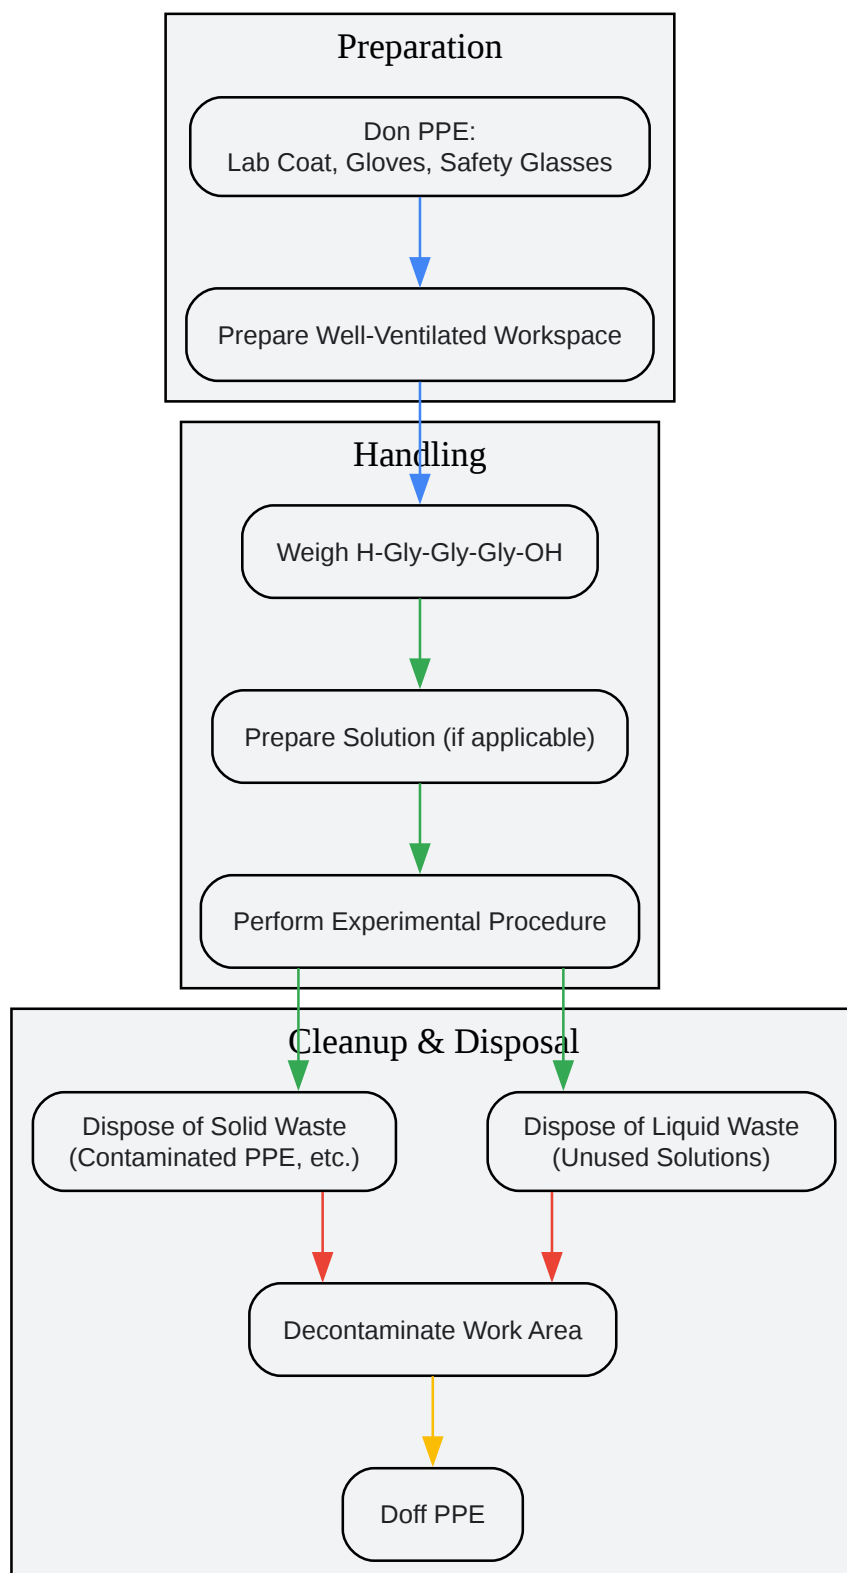 Preparation
Don PPE:
Lab Coat, Gloves, Safety Glasses
Prepare Well-Ventilated Workspace
Handling
Weigh H-Gly-Gly-Gly-OH
Prepare Solution (if applicable)
Perform Experimental Procedure
Cleanup & Disposal
Dispose of Solid Waste
(Contaminated PPE, etc.)
Dispose of Liquid Waste
(Unused Solutions)
Decontaminate Work Area
Doff PPE